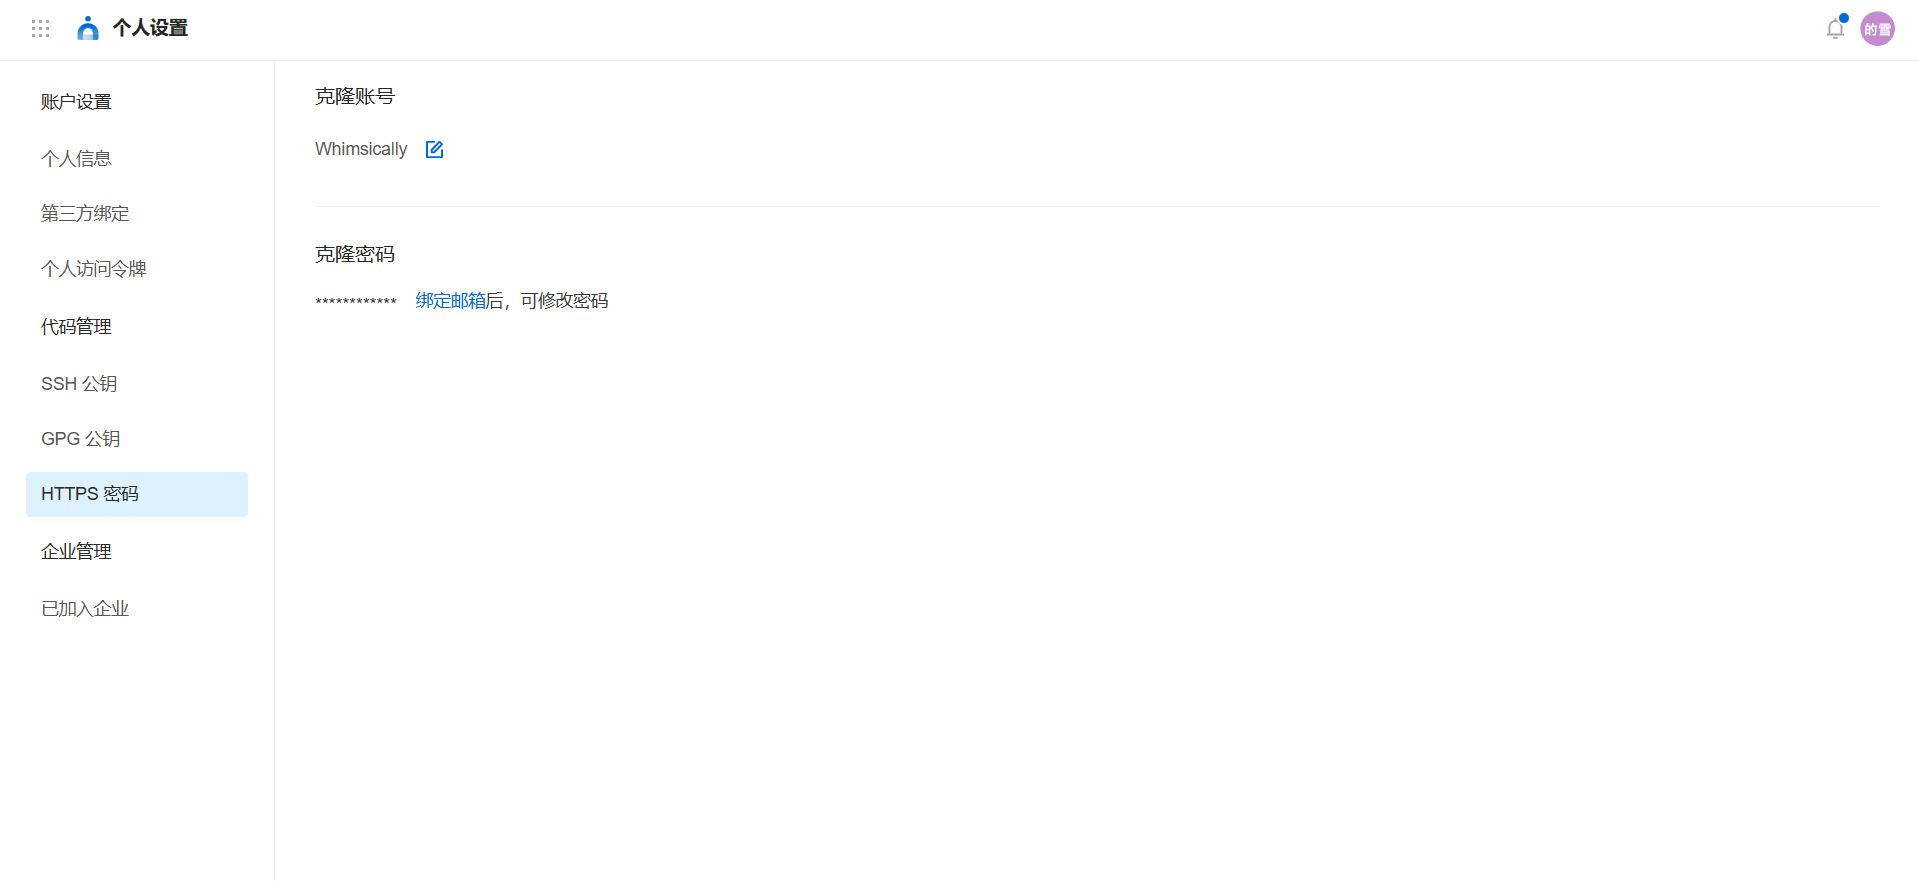 个人设置
的雪
账户设置
个人信息
第三方绑定
个人访问令牌
代码管理
SSH 公钥
GPG 公钥
HTTPS 密码
企业管理
已加入企业
克隆账号
Whimsically
克隆密码
************ 绑定邮箱后，可修改密码